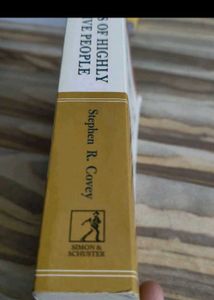 S OF HIGHLY
VE PEOPLE
Stephen R. Covey
SIMON &
SCHUSTER